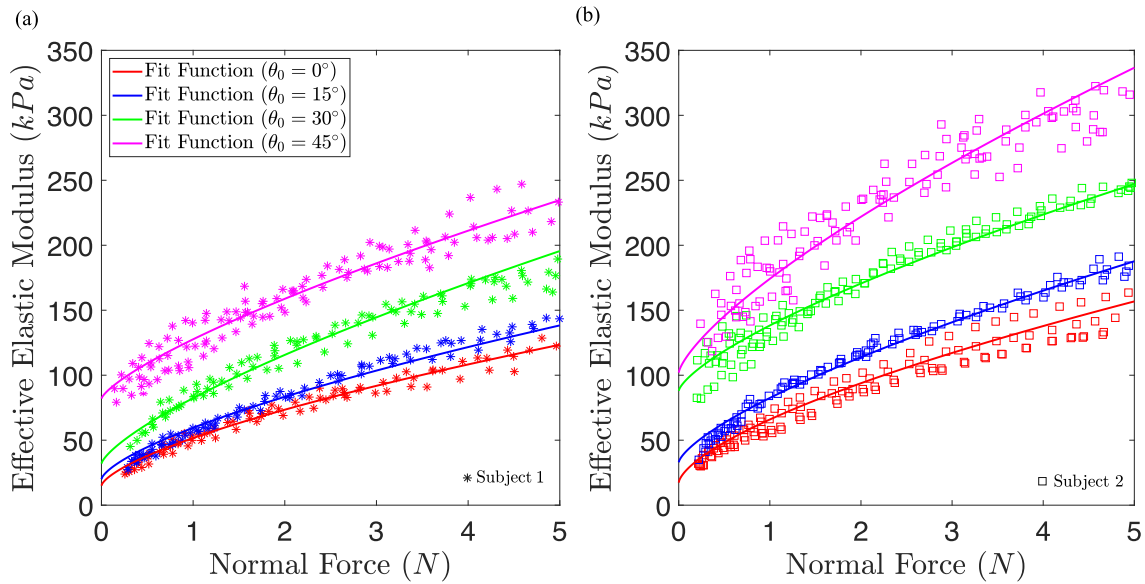 (a)
(b)
Effective Elastic Modulus (kPa)
350
300
250
200
150
100
50
0
Fit Function (θ₀ = 0°)
Fit Function (θ₀ = 15°)
Fit Function (θ₀ = 30°)
Fit Function (θ₀ = 45°)
Subject 1
0 1 2 3 4 5
Normal Force (N)
Effective Elastic Modulus (kPa)
350
300
250
200
150
100
50
0
Subject 2
0 1 2 3 4 5
Normal Force (N)